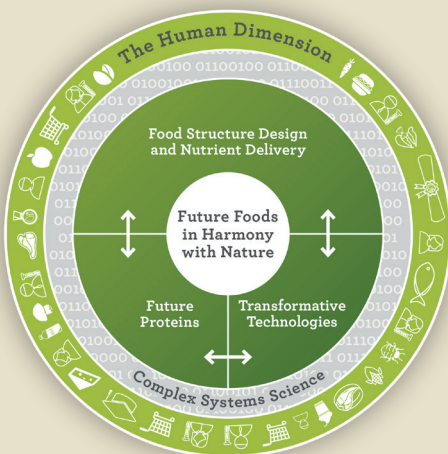 The Human Dimension
Food Structure Design
and Nutrient Delivery
Future Foods
in Harmony
with Nature
Future
Proteins
Transformative
Technologies
Complex Systems Science